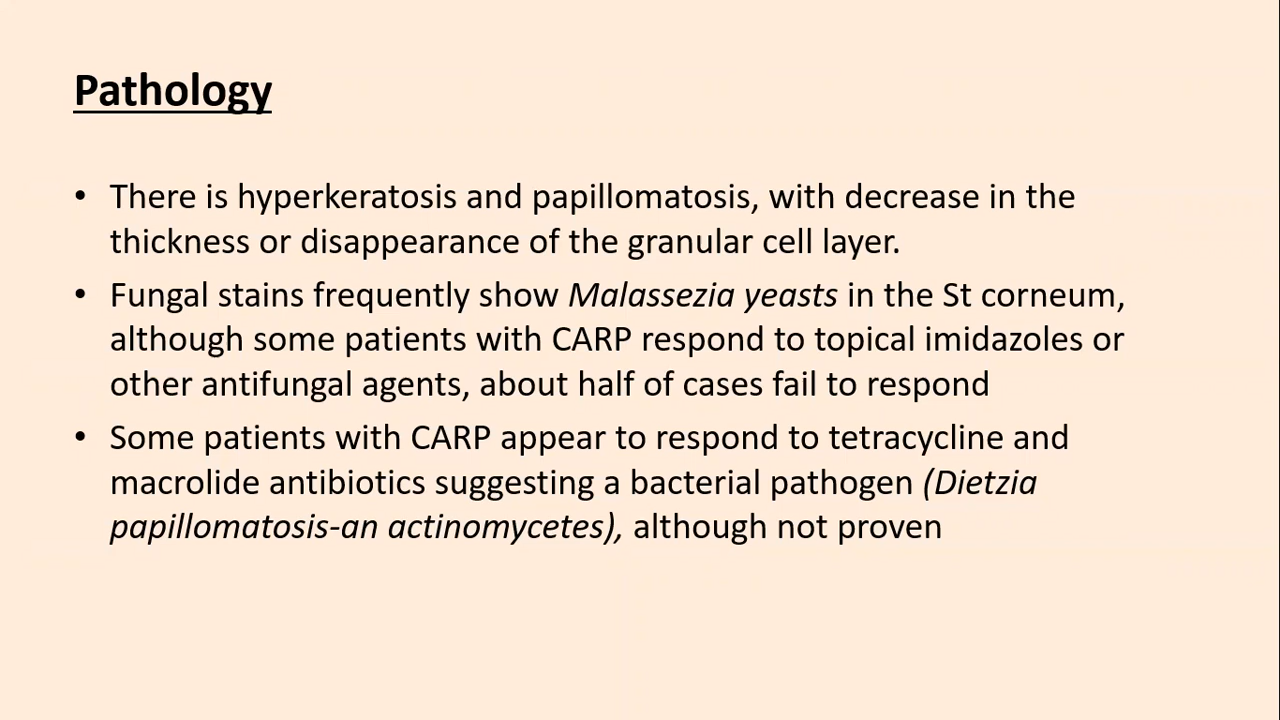 Pathology
• There is hyperkeratosis and papillomatosis, with decrease in the
thickness or disappearance of the granular cell layer.
• Fungal stains frequently show Malassezia yeasts in the St corneum,
although some patients with CARP respond to topical imidazoles or
other antifungal agents, about half of cases fail to respond
• Some patients with CARP appear to respond to tetracycline and
macrolide antibiotics suggesting a bacterial pathogen (Dietzia
papillomatosis-an actinomycetes), although not proven